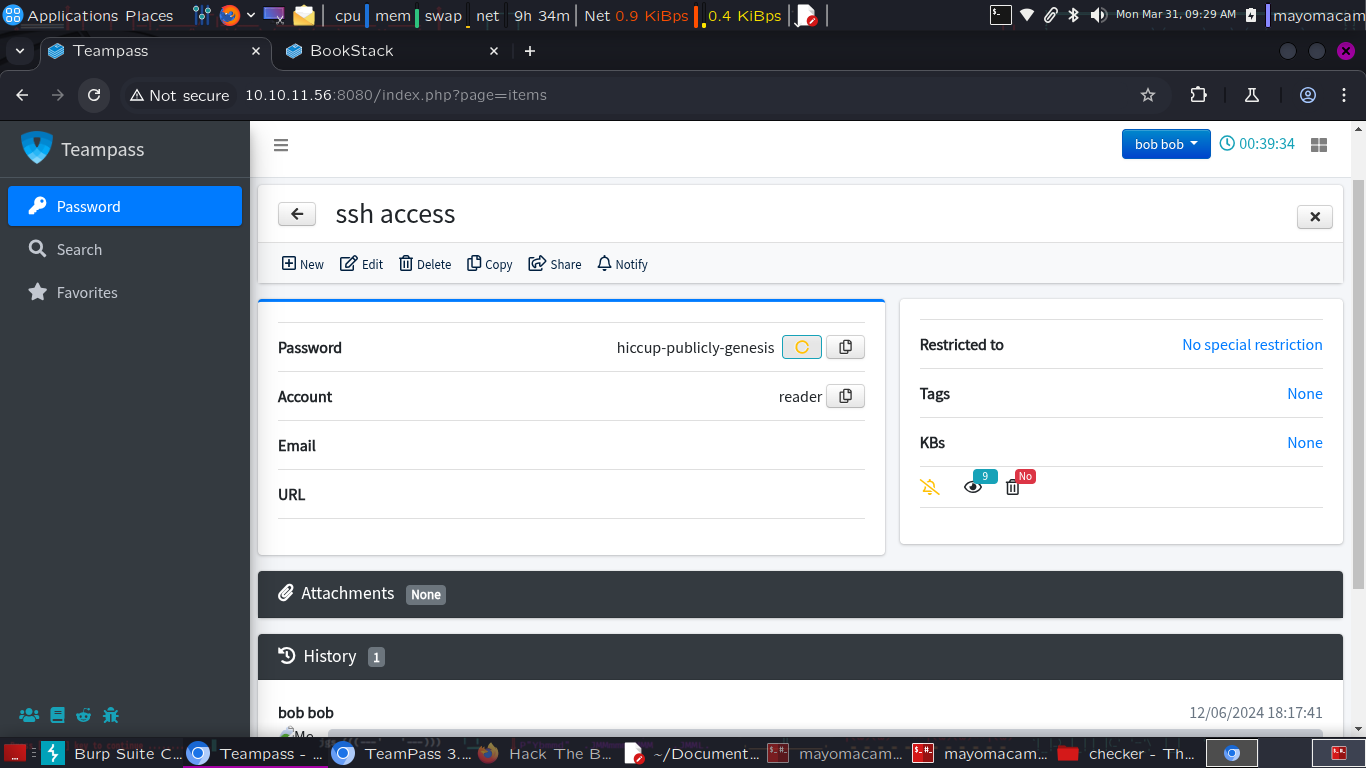 Applications Places cpu mem swap net 9h 34m Net 0.9 KiBps 0.4 KiBps Mon Mar 31, 09:29 AM mayomacam
Teampass BookStack
Not secure 10.10.11.56:8080/index.php?page=items
Teampass
bob bob 00:39:34
Password
Search
Favorites
ssh access
New Edit Delete Copy Share Notify
Password hiccup-publicly-genesis
Account reader
Email
URL
Restricted to No special restriction
Tags None
KBs None
9 No
Attachments None
History 1
bob bob 12/06/2024 18:17:41
Burp Suite C... Teampass - ... TeamPass 3.... Hack The B... ~/Document... mayomacam... mayomacam... checker - Th...